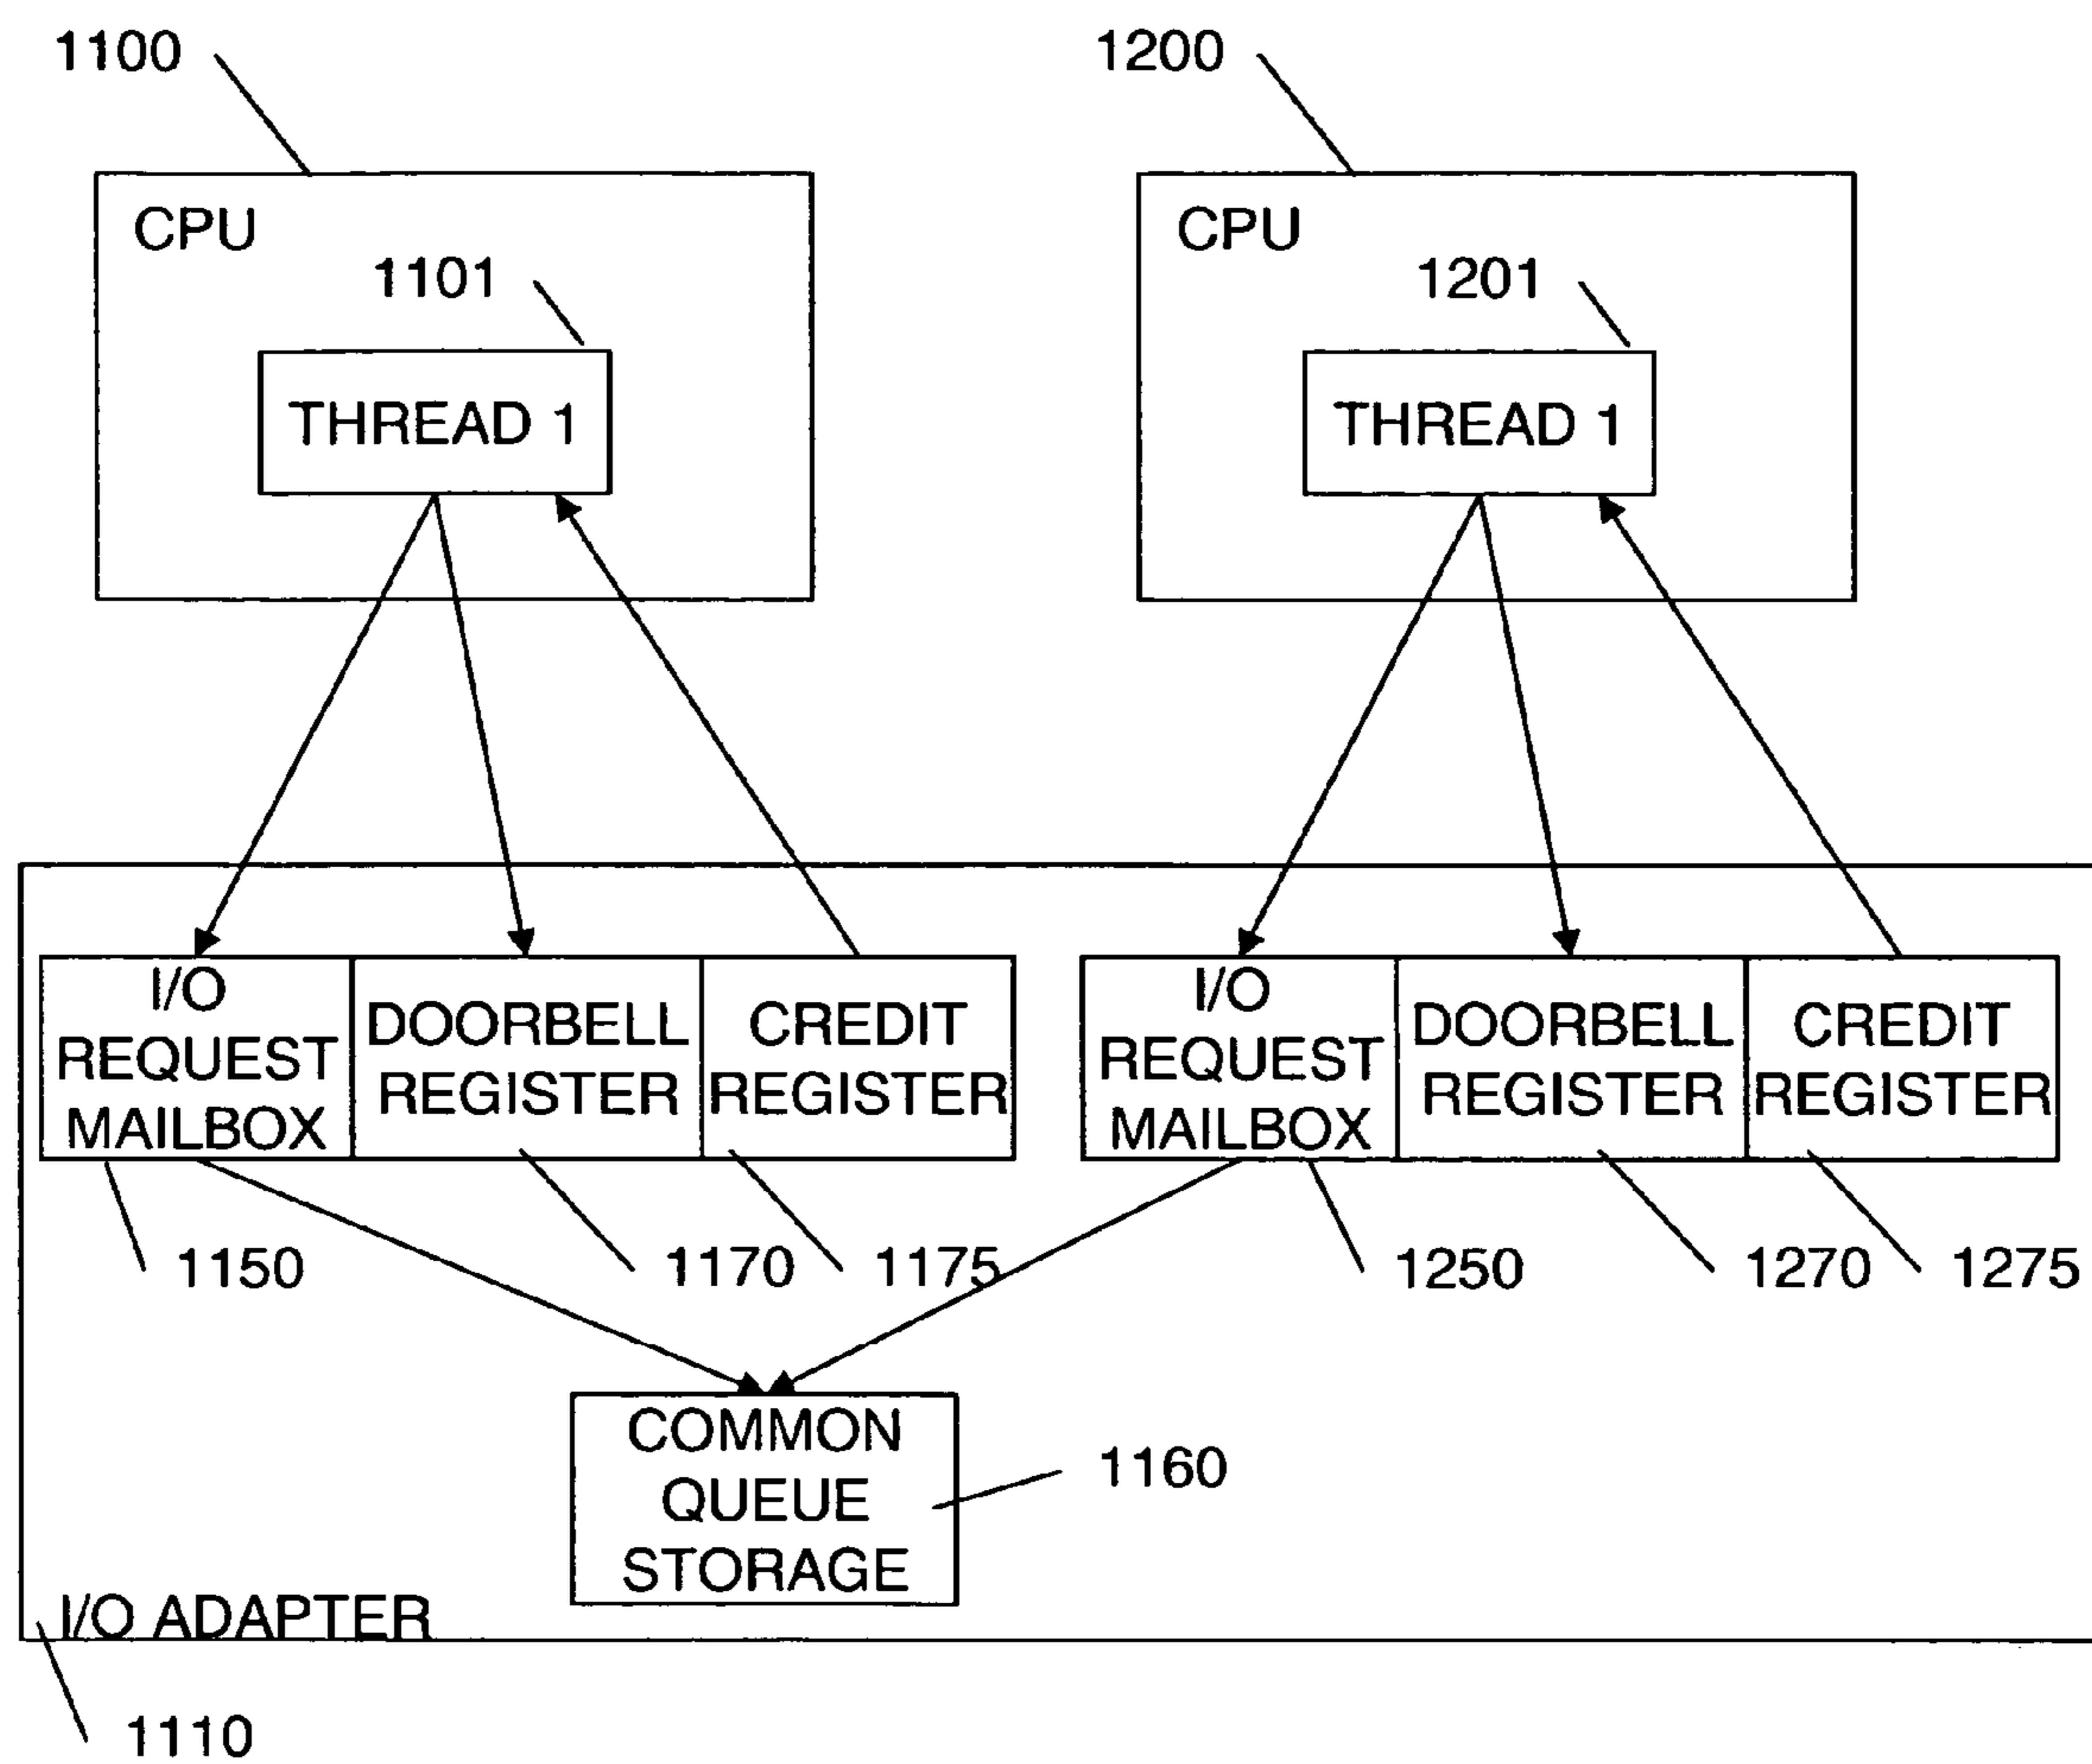 1100
1200
CPU
CPU
1101
1201
THREAD 1
THREAD 1
I/O
REQUEST
MAILBOX
DOORBELL
REGISTER
CREDIT
REGISTER
I/O
REQUEST
MAILBOX
DOORBELL
REGISTER
CREDIT
REGISTER
1150
1170
1175
1250
1270
1275
COMMON
QUEUE
STORAGE
1160
I/O ADAPTER
1110